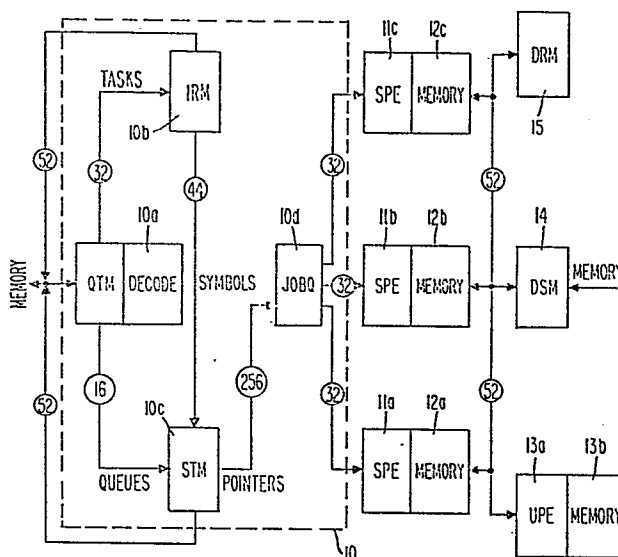 11c 12c
TASKS
IRM
10b
SPE MEMORY
DRM
15
52
32
44
32
52
10a
QTM DECODE
MEMORY
SYMBOLS
10d
JOBQ
32
11b 12b
SPE MEMORY
14
DSM
MEMORY
16
256
32
52
52
10c
STM
QUEUES
POINTERS
11a 12a
SPE MEMORY
13a 13b
UPE MEMORY
10